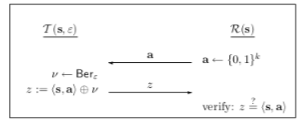 𝒯(s, ε) ℛ(s)
a a ← {0, 1}^k
ν ← Ber_ε
z := ⟨s, a⟩ ⊕ ν z
verify: z ≟ ⟨s, a⟩